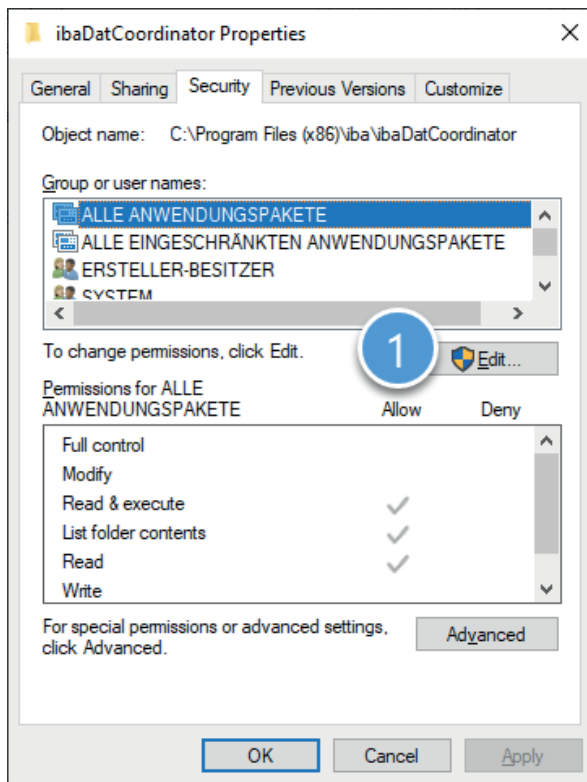 ibaDatCoordinator Properties
General Sharing Security Previous Versions Customize
Object name: C:\Program Files (x86)\iba\ibaDatCoordinator
Group or user names:
ALLE ANWENDUNGSPAKETE
ALLE EINGESCHRÄNKTEN ANWENDUNGSPAKETE
ERSTELLER-BESITZER
SYSTEM
To change permissions, click Edit.
1
Edit...
Permissions for ALLE
ANWENDUNGSPAKETE Allow Deny
Full control
Modify
Read & execute
List folder contents
Read
Write
For special permissions or advanced settings,
click Advanced.
Advanced
OK Cancel Apply